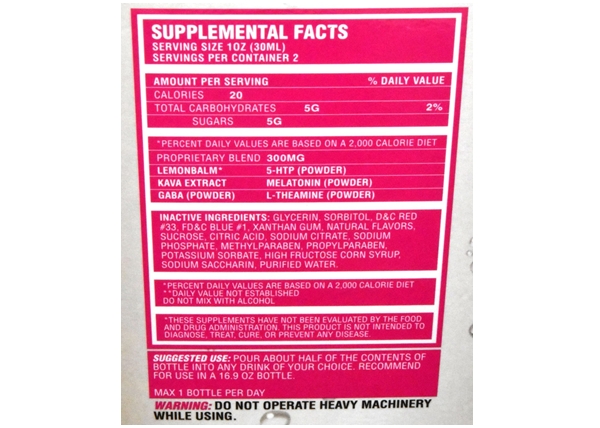 SUPPLEMENTAL FACTS
SERVING SIZE 1OZ (30ML)
SERVINGS PER CONTAINER 2
AMOUNT PER SERVING % DAILY VALUE
CALORIES 20
TOTAL CARBOHYDRATES 5G 2%
SUGARS 5G
*PERCENT DAILY VALUES ARE BASED ON A 2,000 CALORIE DIET
PROPRIETARY BLEND 300MG
LEMONBALM* 5-HTP (POWDER)
KAVA EXTRACT MELATONIN (POWDER)
GABA (POWDER) L-THEAMINE (POWDER)
INACTIVE INGREDIENTS: GLYCERIN, SORBITOL, D&C RED
#33, FD&C BLUE #1, XANTHAN GUM, NATURAL FLAVORS,
SUCROSE, CITRIC ACID, SODIUM CITRATE, SODIUM
PHOSPHATE, METHYLPARABEN, PROPYLPARABEN,
POTASSIUM SORBATE, HIGH FRUCTOSE CORN SYRUP,
SODIUM SACCHARIN, PURIFIED WATER.
*PERCENT DAILY VALUES ARE BASED ON A 2,000 CALORIE DIET
**DAILY VALUE NOT ESTABLISHED
DO NOT MIX WITH ALCOHOL
*THESE SUPPLEMENTS HAVE NOT BEEN EVALUATED BY THE FOOD
AND DRUG ADMINISTRATION. THIS PRODUCT IS NOT INTENDED TO
DIAGNOSE, TREAT, CURE, OR PREVENT ANY DISEASE.
SUGGESTED USE: POUR ABOUT HALF OF THE CONTENTS OF
BOTTLE INTO ANY DRINK OF YOUR CHOICE. RECOMMEND
FOR USE IN A 16.9 OZ BOTTLE.
MAX 1 BOTTLE PER DAY
WARNING: DO NOT OPERATE HEAVY MACHINERY
WHILE USING.